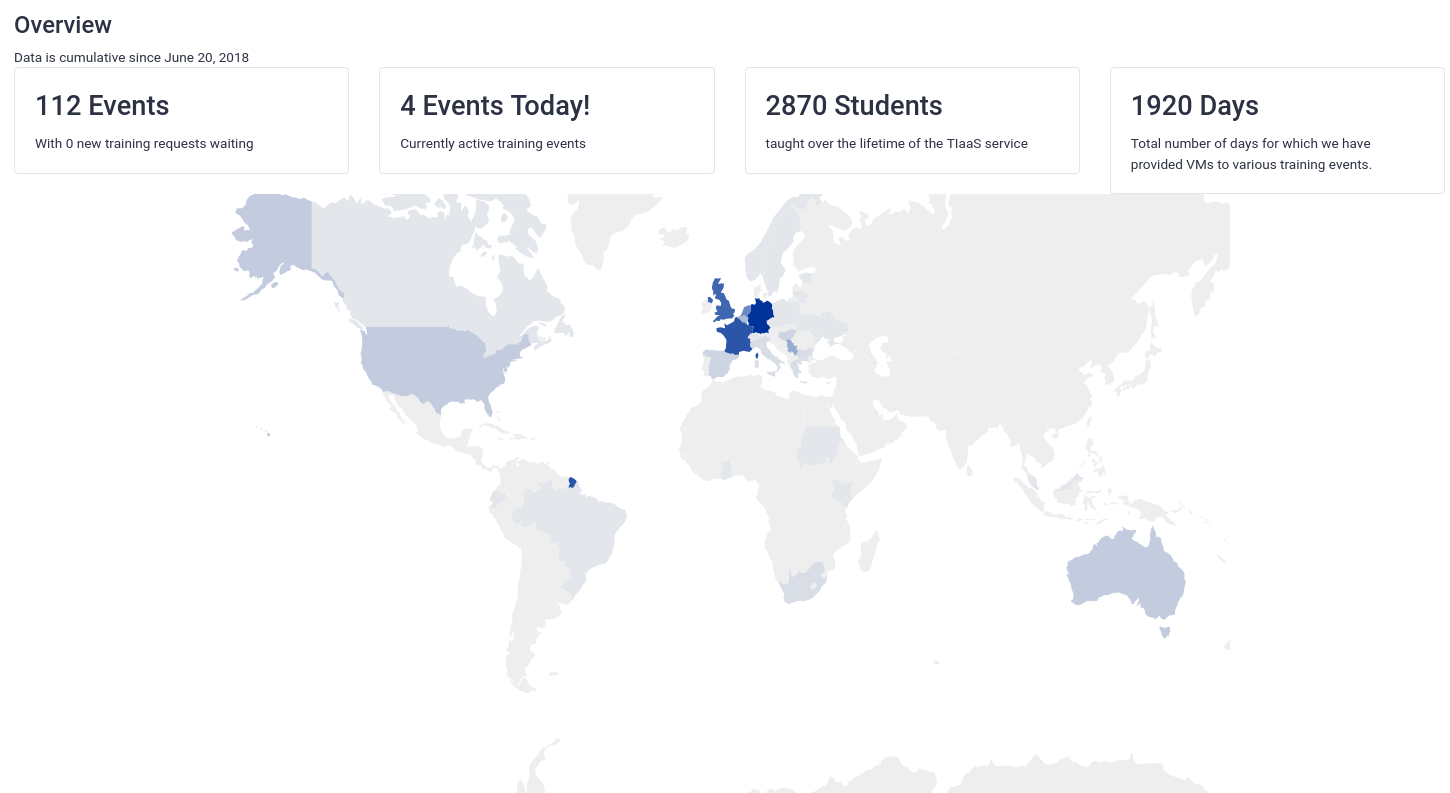 Overview
Data is cumulative since June 20, 2018
112 Events
With 0 new training requests waiting
4 Events Today!
Currently active training events
2870 Students
taught over the lifetime of the TIaaS service
1920 Days
Total number of days for which we have
provided VMs to various training events.